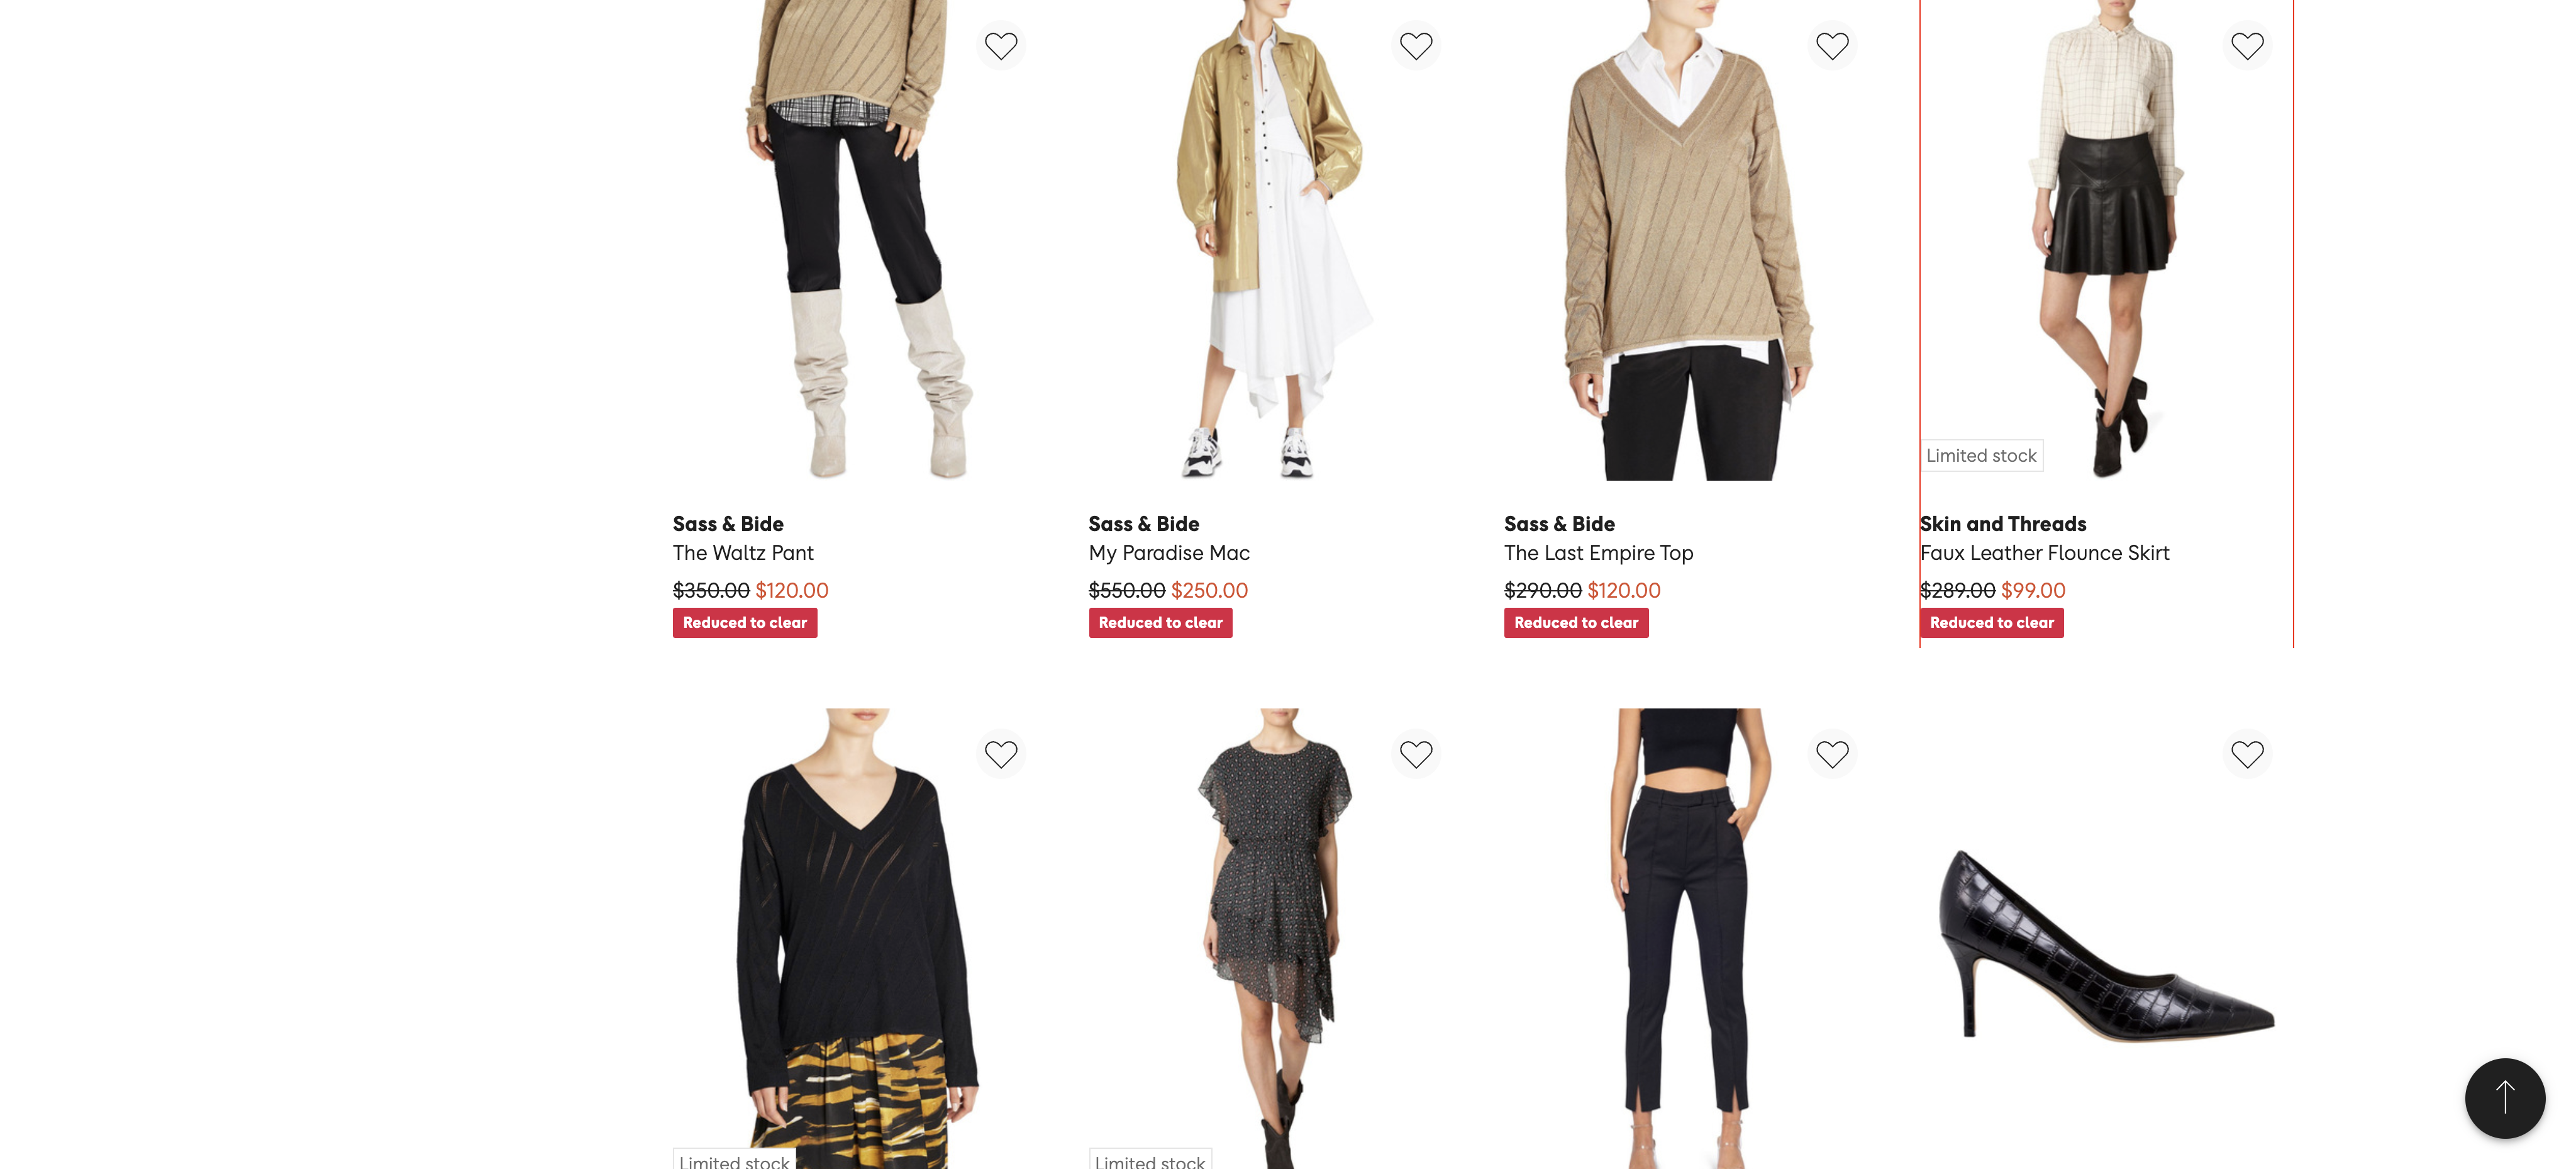 Limited stock
Sass & Bide
The Waltz Pant
$350.00 $120.00
Reduced to clear
Sass & Bide
My Paradise Mac
$550.00 $250.00
Reduced to clear
Sass & Bide
The Last Empire Top
$290.00 $120.00
Reduced to clear
Skin and Threads
Faux Leather Flounce Skirt
$289.00 $99.00
Reduced to clear
Limited stock
Limited stock